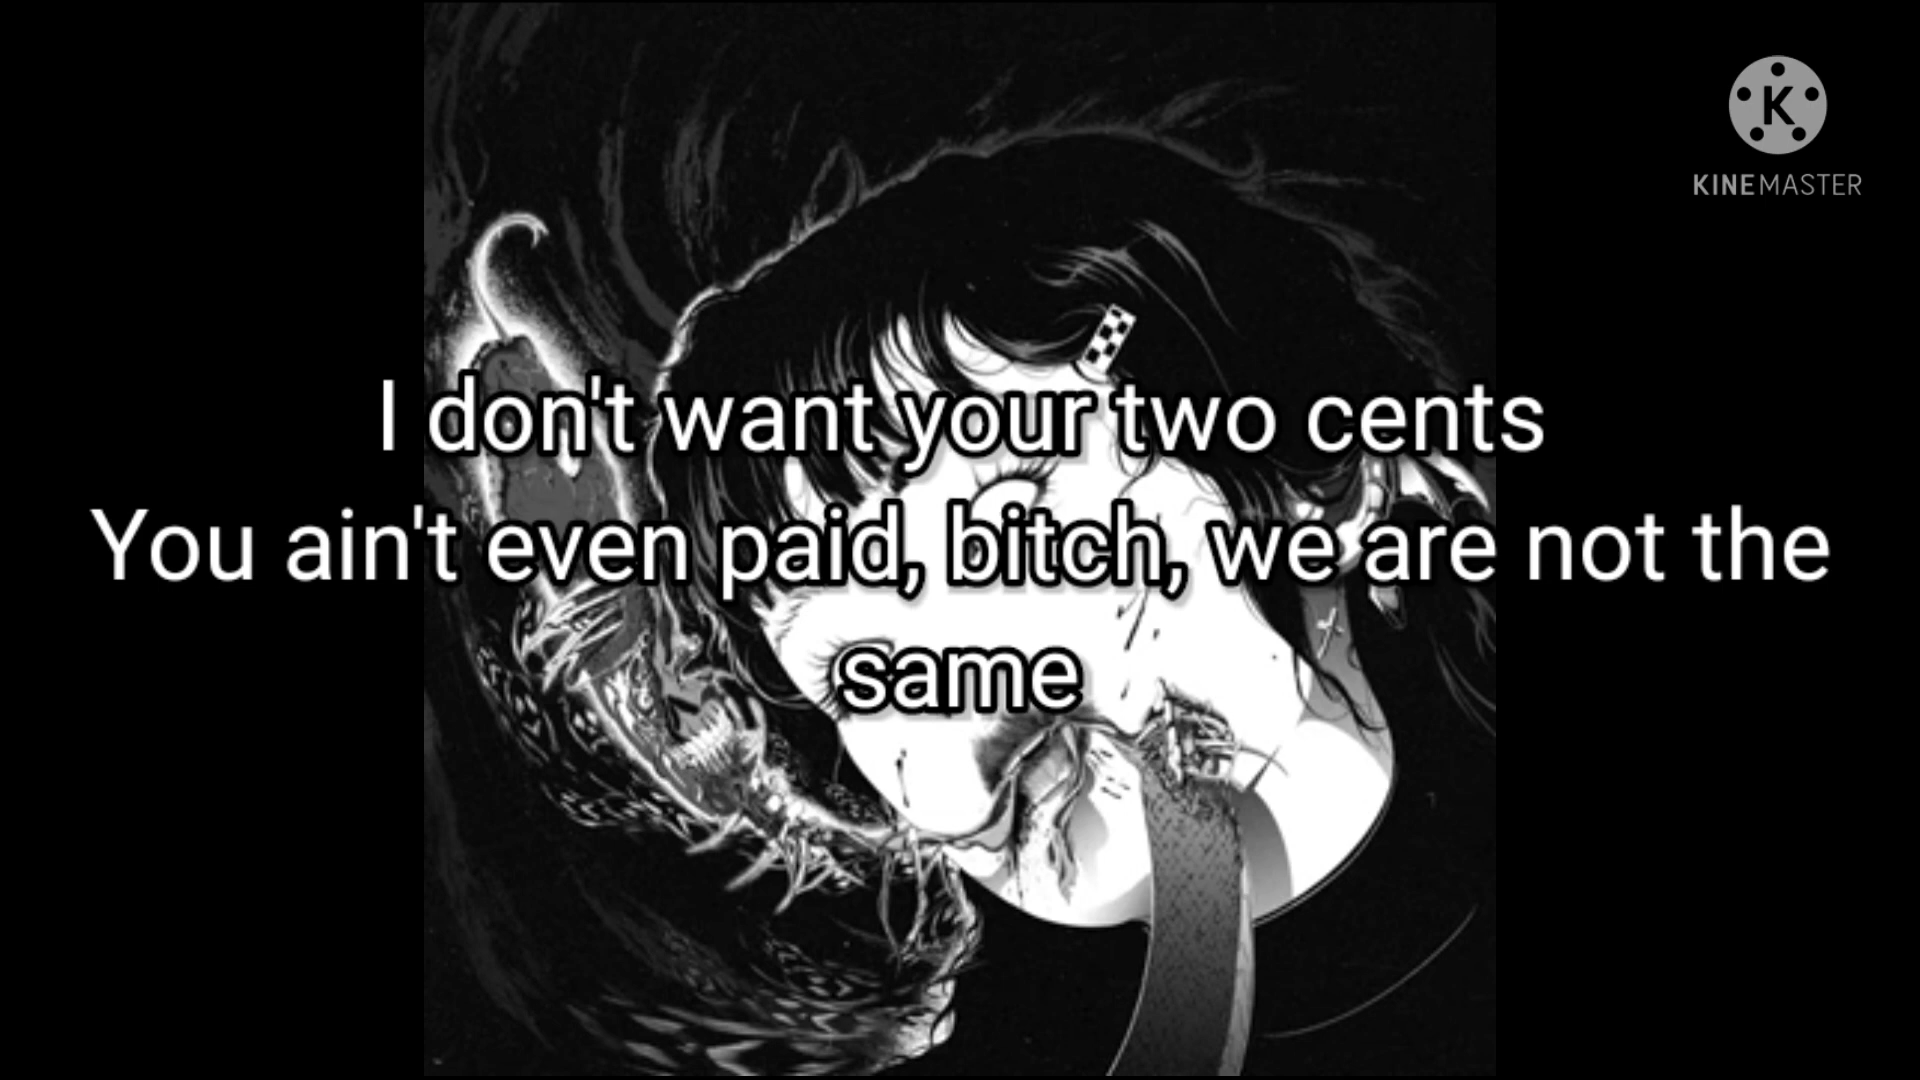 K
KINEMASTER
I don't want your two cents
You ain't even paid, bitch, we are not the
same